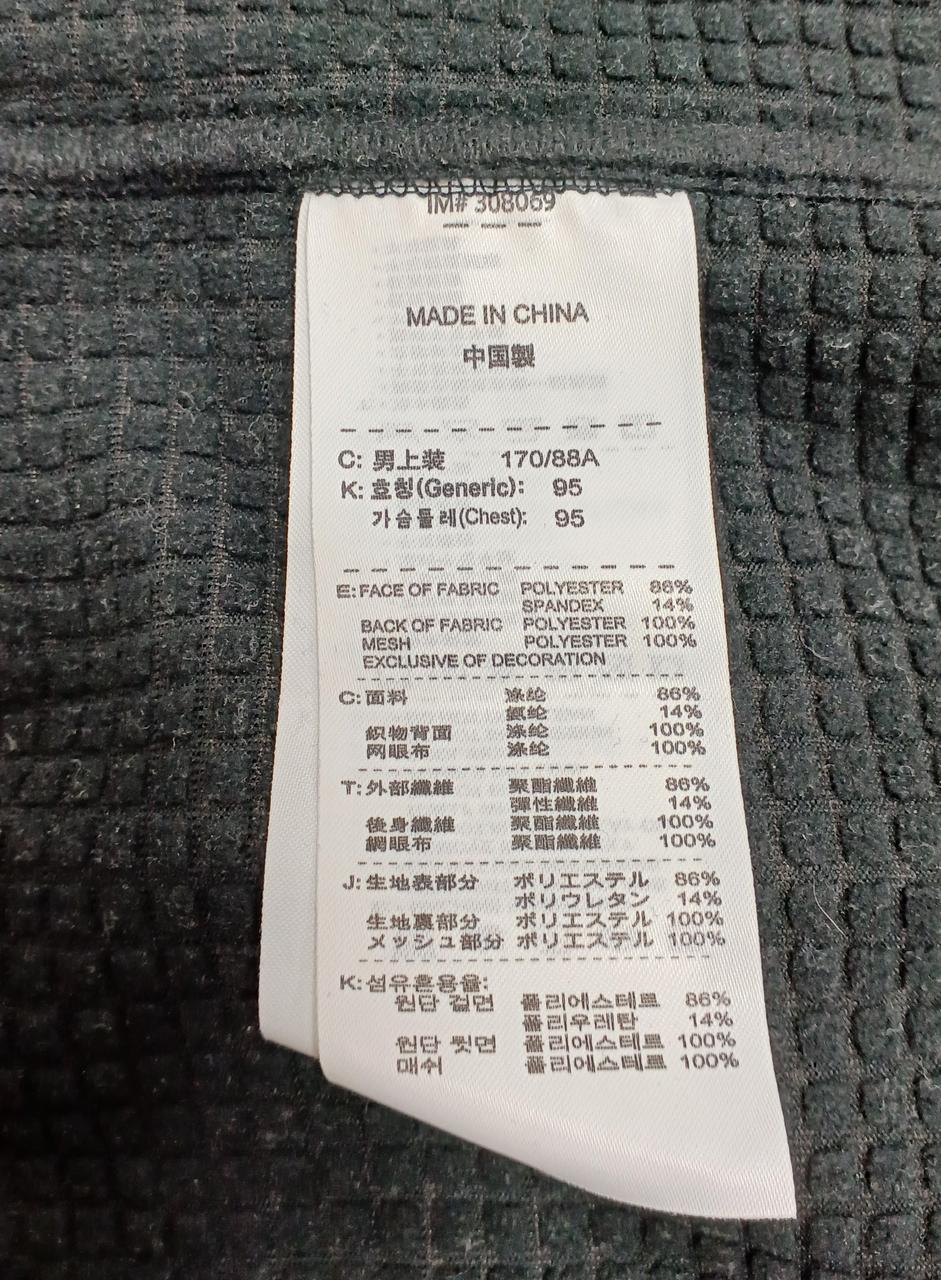 IM# 308069
MADE IN CHINA
中国製
C: 男上装 170/88A
K: 호칭(Generic): 95
가슴둘레(Chest): 95
E: FACE OF FABRIC POLYESTER 86%
SPANDEX 14%
BACK OF FABRIC POLYESTER 100%
MESH POLYESTER 100%
EXCLUSIVE OF DECORATION
C: 面料 涤纶 86%
氨纶 14%
織物背面 涤纶 100%
网眼布 涤纶 100%
T: 外部纖維 聚酯纖維 86%
彈性纖維 14%
後身纖維 聚酯纖維 100%
網眼布 聚酯纖維 100%
J: 生地表部分 ポリエステル 86%
ポリウレタン 14%
生地裏部分 ポリエステル 100%
メッシュ部分 ポリエステル 100%
K: 섬유혼용율:
원단 겉면 폴리에스테르 86%
폴리우레탄 14%
원단 뒷면 폴리에스테르 100%
매쉬 폴리에스테르 100%